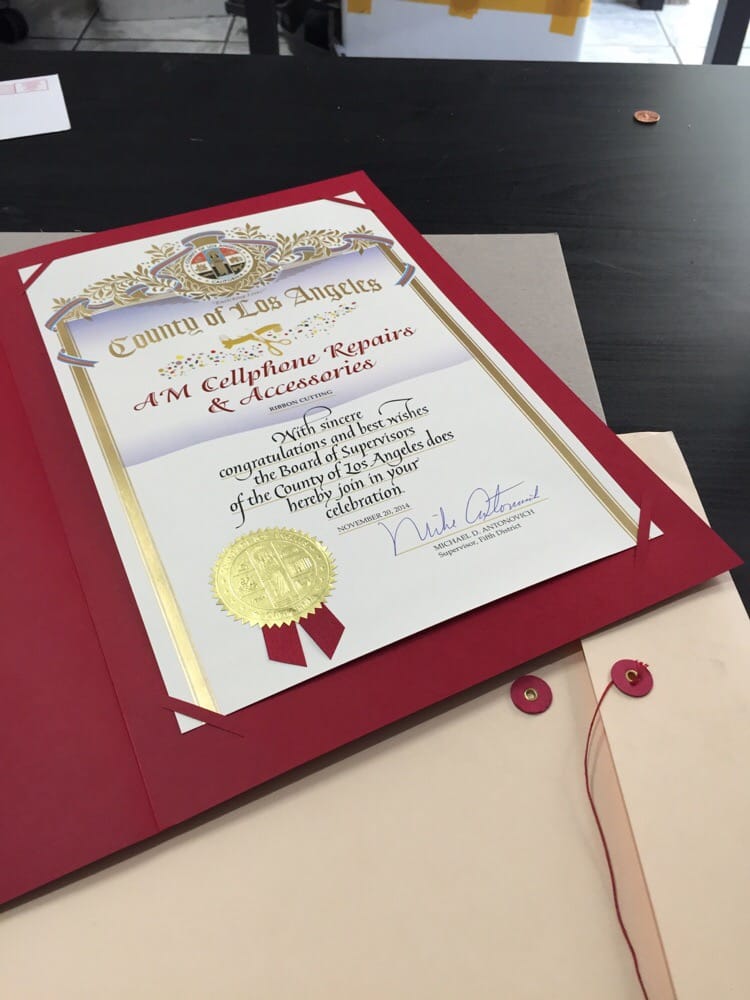 County of Los Angeles
AM Cellphone Repairs
& Accessories
RIBBON CUTTING
With sincere
congratulations and best wishes
the Board of Supervisors
of the County of Los Angeles does
hereby join in your
celebration.
NOVEMBER 20, 2014
Mike Antonovich
MICHAEL D. ANTONOVICH
Supervisor, Fifth District